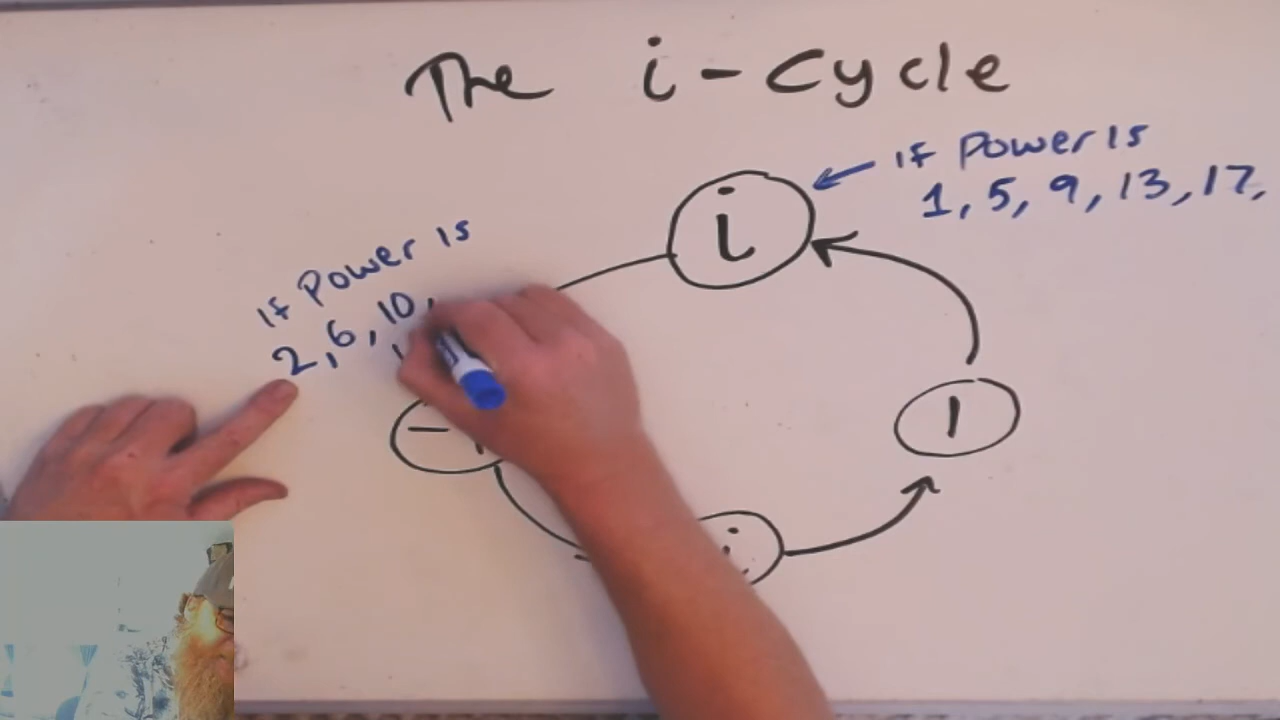 The i-cycle
If Power Is
1, 5, 9, 13, 17,
If Power Is
2, 6, 10,
i
1